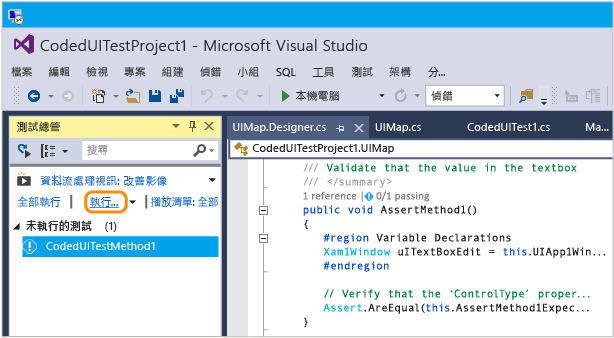 CodedUITestProject1 - Microsoft Visual Studio
檔案 編輯 檢視 專案 組建 偵錯 小組 SQL 工具 測試 架構 分...
本機電腦 偵錯
測試總管
搜尋
資料流處理視訊: 改善影像
全部執行 執行... 播放清單: 全部
未執行的測試 (1)
CodedUITestMethod1
UIMap.Designer.cs UIMap.cs CodedUITest1.cs Ma...
CodedUITestProject1.UIMap
/// Validate that the value in the textbox
/// </summary>
1 reference | 0/1 passing
public void AssertMethod1()
{
#region Variable Declarations
Xam1Window uITextBoxEdit = this.UIApp1Win...
#endregion
// Verify that the ‘ControlType’ proper...
Assert.AreEqual(this.AssertMethod1Expec...
}